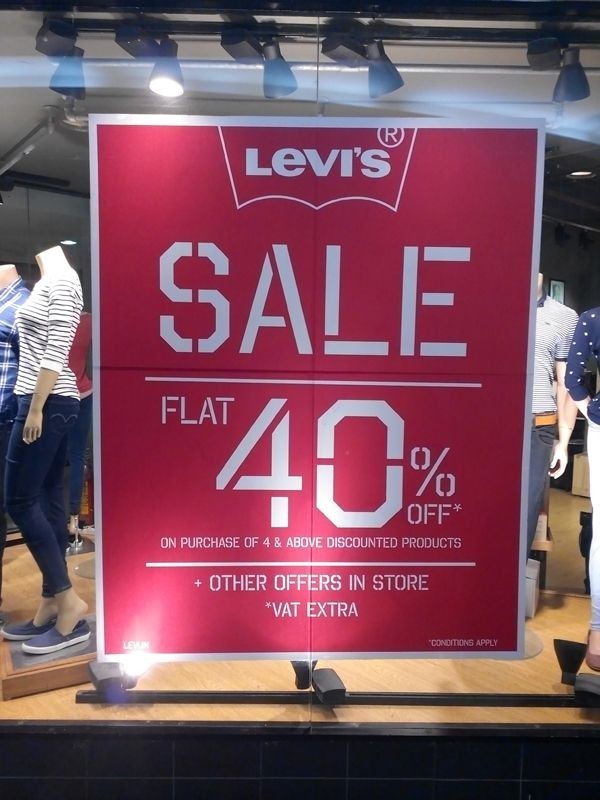 LEVI'S ®
SALE
FLAT 40% OFF*
ON PURCHASE OF 4 & ABOVE DISCOUNTED PRODUCTS
+ OTHER OFFERS IN STORE
*VAT EXTRA
LEVI.IN
*CONDITIONS APPLY